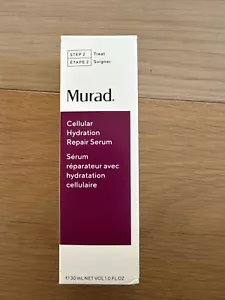 STEP 2 Treat
ÉTAPE 2 Soigner
Murad.
Cellular
Hydration
Repair Serum
Sérum
réparateur avec
hydratation
cellulaire
℮ 30 mL NET WT./VOL. 1.0 FL. OZ